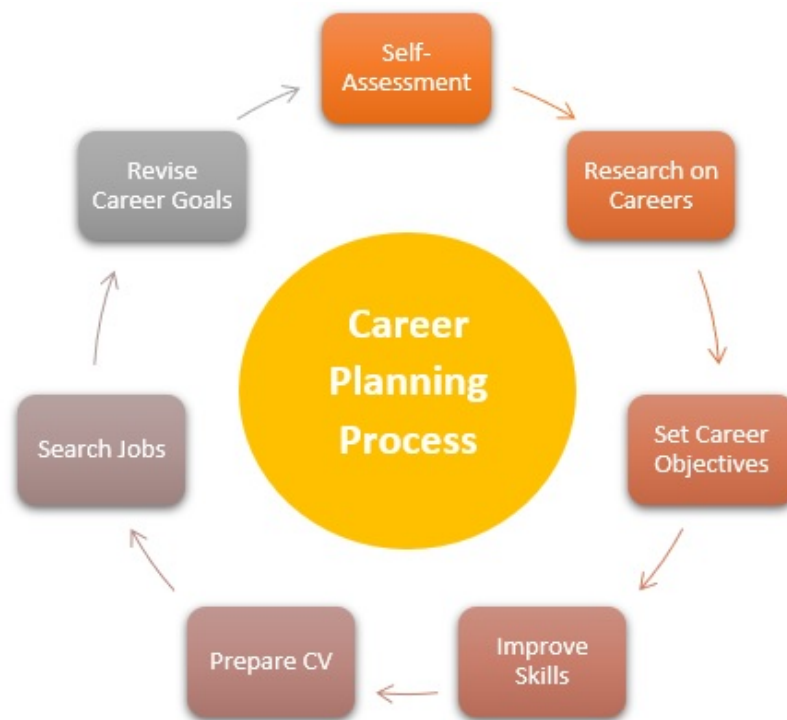 Self-
Assessment
Research on
Careers
Set Career
Objectives
Improve
Skills
Prepare CV
Search Jobs
Revise
Career Goals
Career
Planning
Process